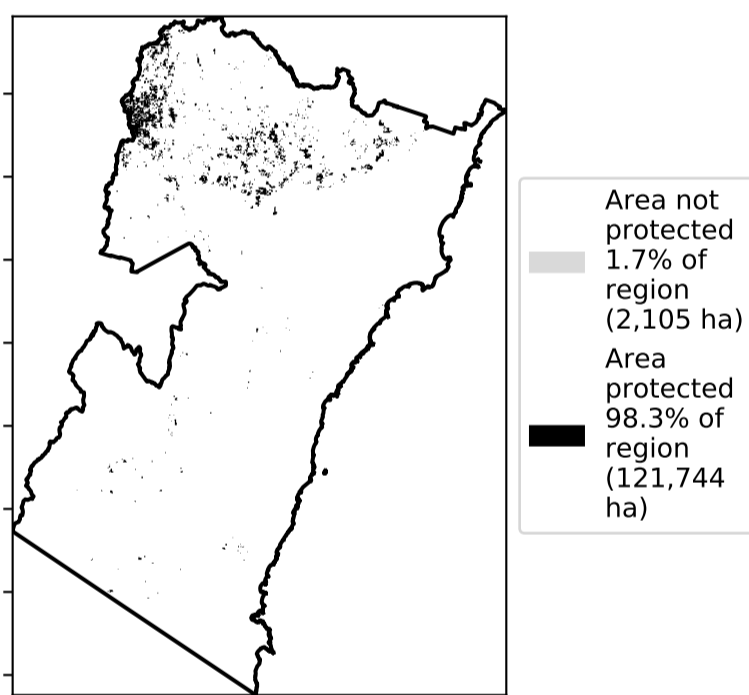 Area not
protected
1.7% of
region
(2,105 ha)
Area
protected
98.3% of
region
(121,744
ha)